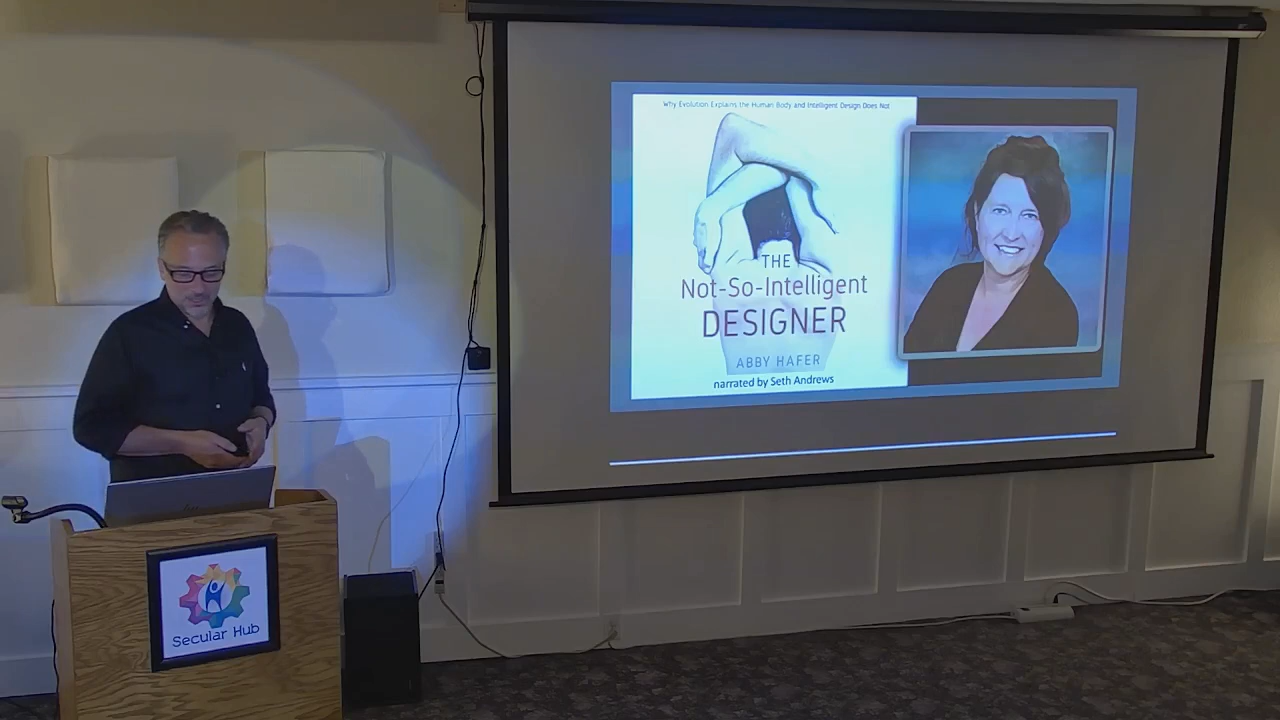 Why Evolution Explains the Human Body and Intelligent Design Does Not
THE
Not-So-Intelligent
DESIGNER
ABBY HAFER
narrated by Seth Andrews
Secular Hub